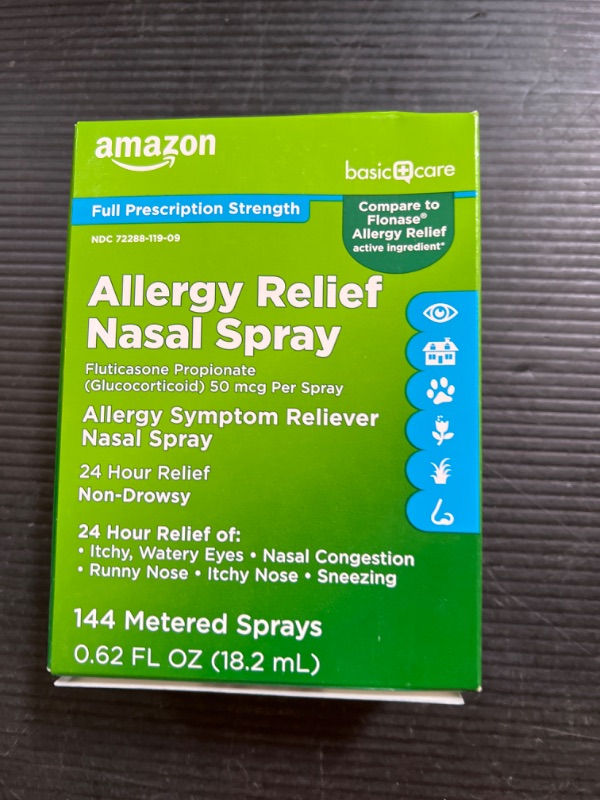 amazon
basic care
Full Prescription Strength
Compare to
Flonase®
Allergy Relief
active ingredient*
NDC 72288-119-09
Allergy Relief
Nasal Spray
Fluticasone Propionate
(Glucocorticoid) 50 mcg Per Spray
Allergy Symptom Reliever
Nasal Spray
24 Hour Relief
Non-Drowsy
24 Hour Relief of:
• Itchy, Watery Eyes • Nasal Congestion
• Runny Nose • Itchy Nose • Sneezing
144 Metered Sprays
0.62 FL OZ (18.2 mL)